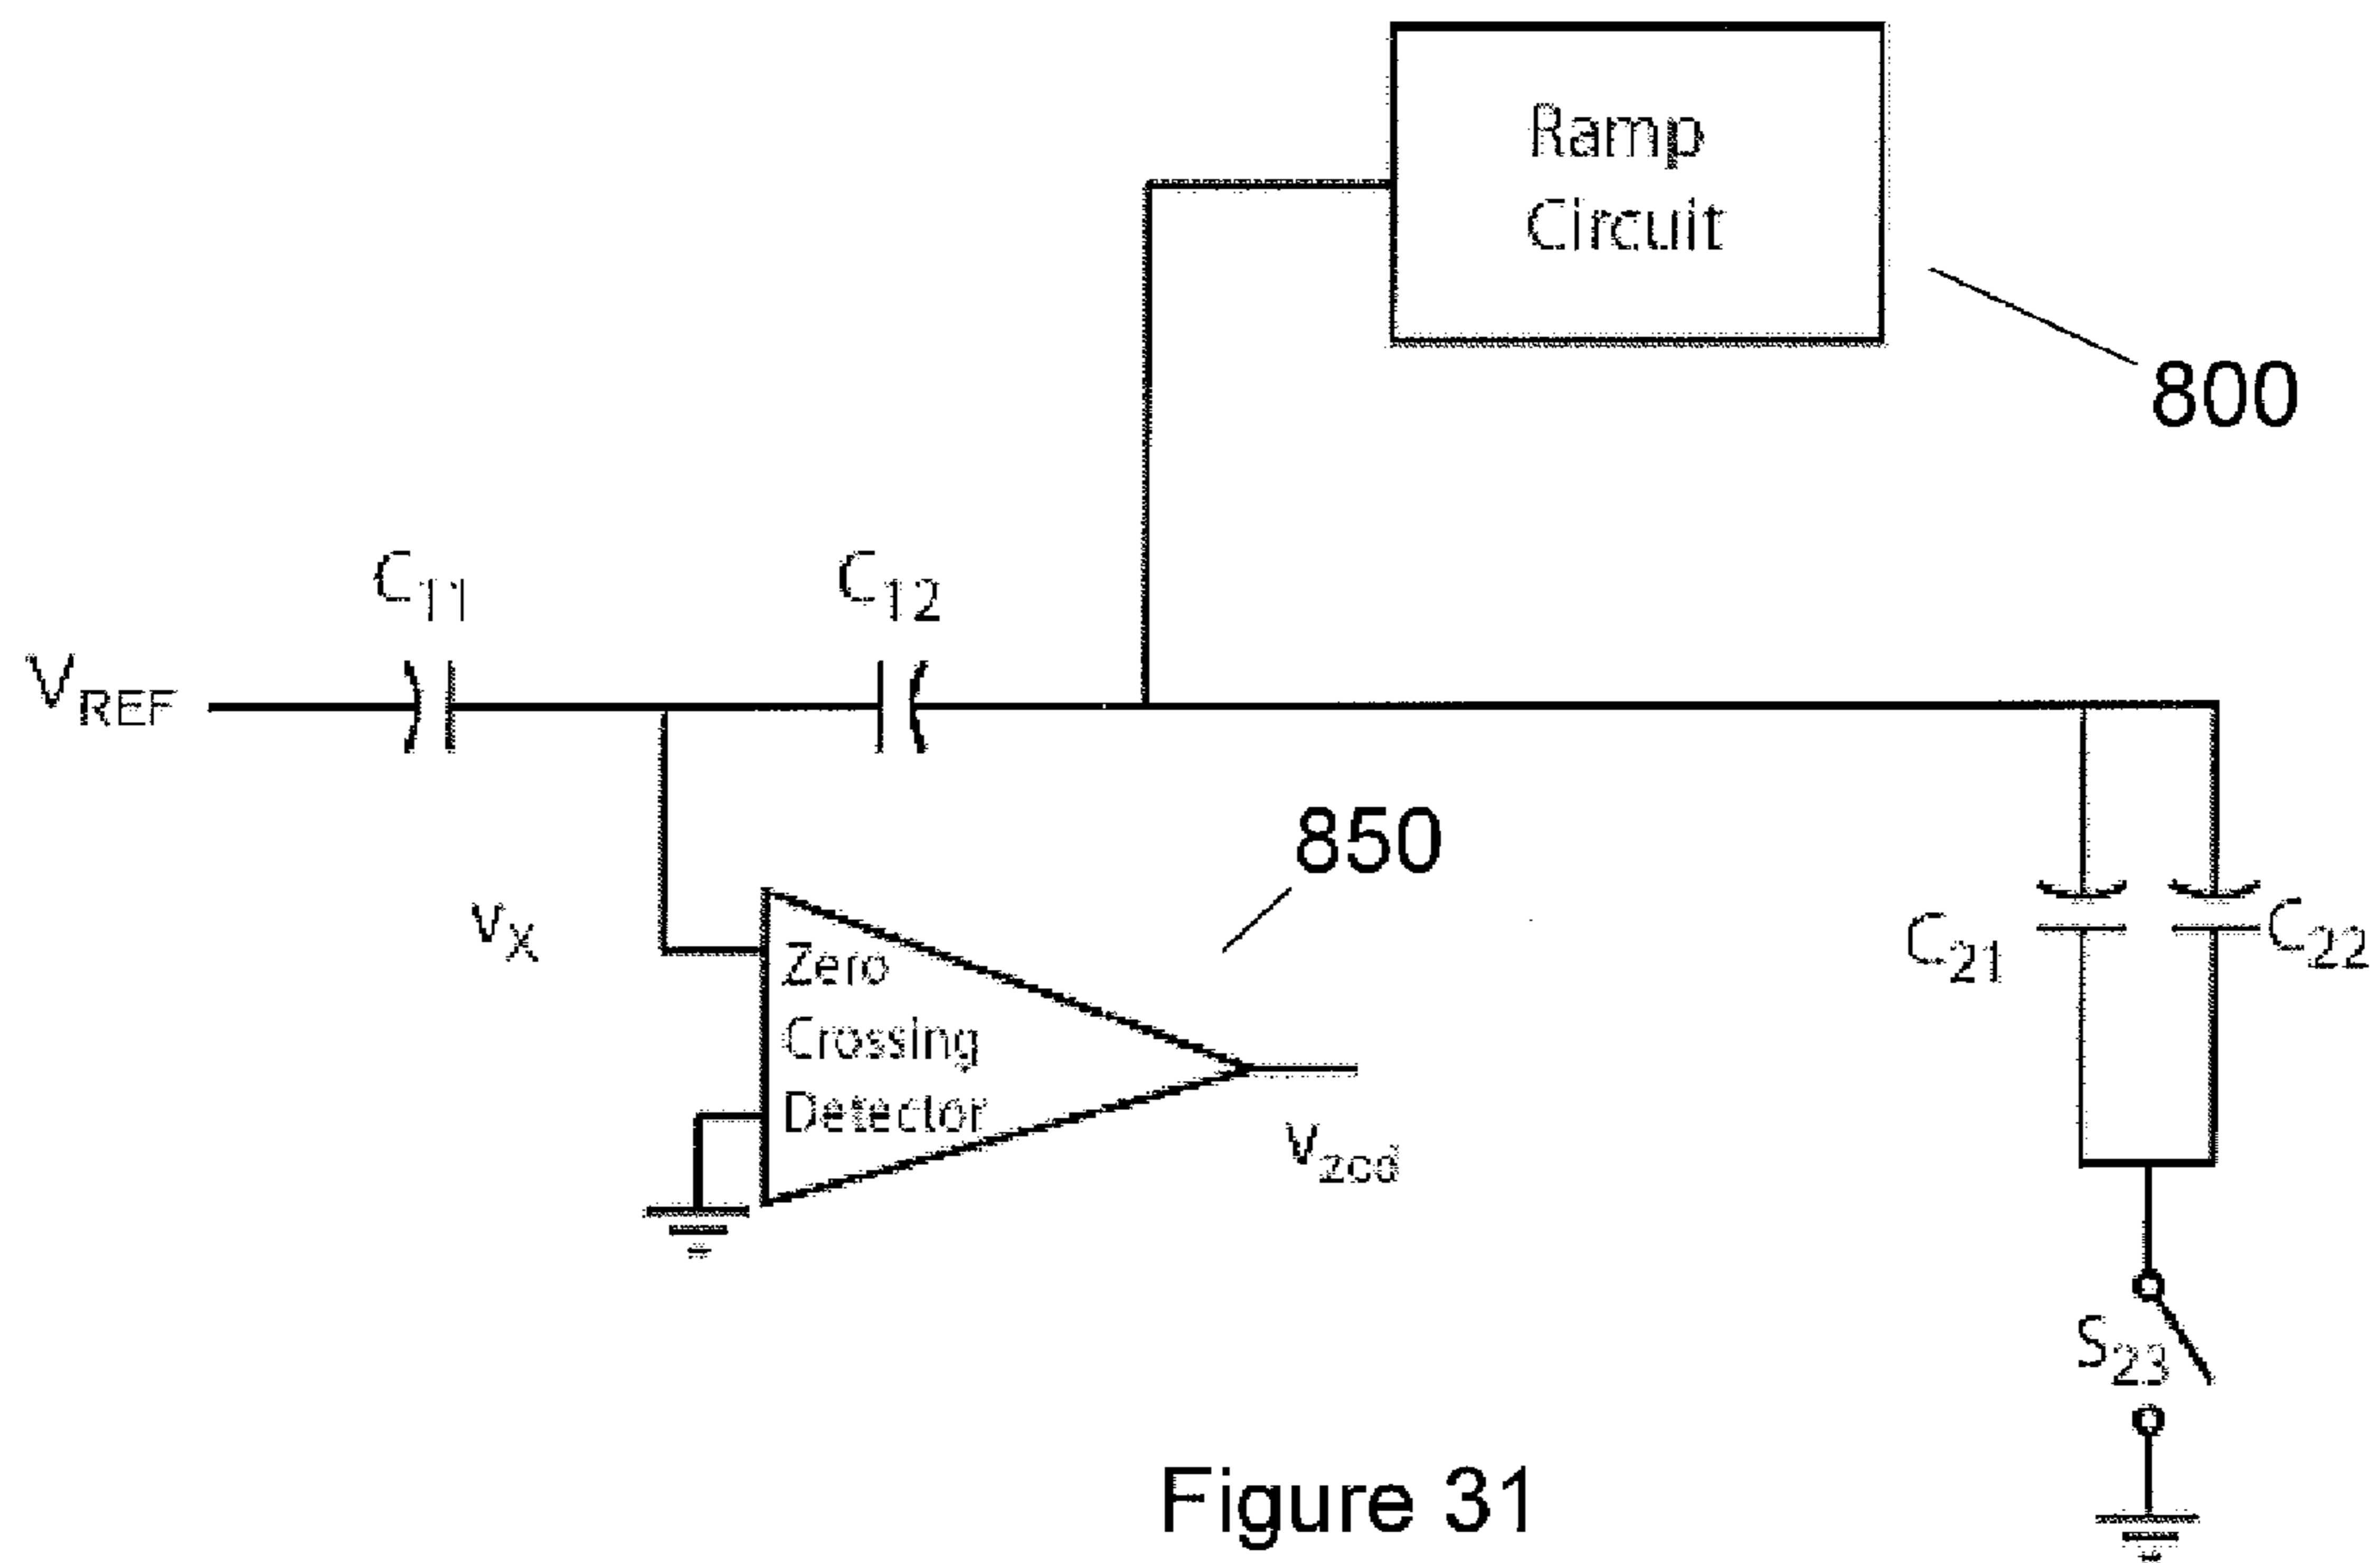 Ramp
Circuit
800
C11
C12
VREF
850
vX
Zero
Crossing
Detector
vzcd
C21
C22
S23
Figure 31